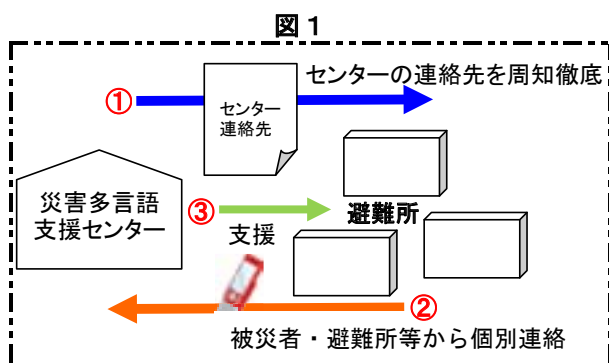 図1
①
センターの連絡先を周知徹底
センター
連絡先
災害多言語
支援センター
③
支援
避難所
②
被災者・避難所等から個別連絡